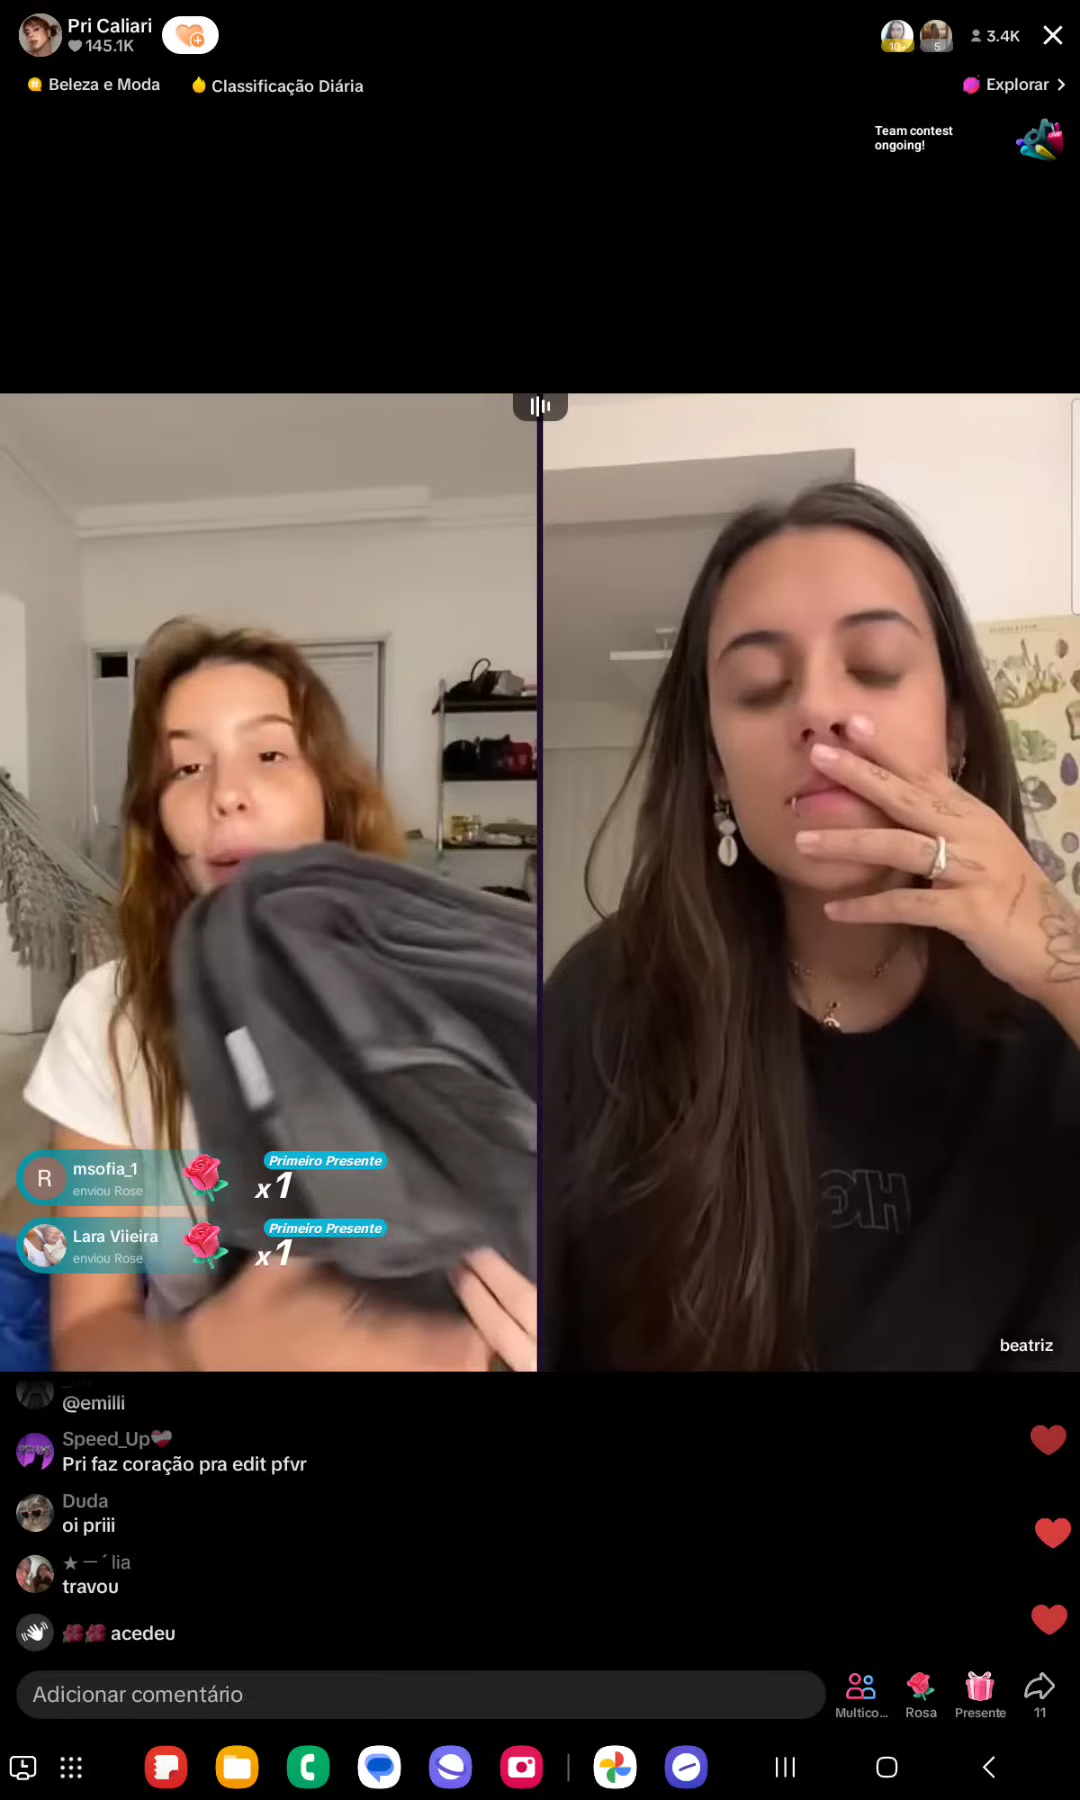 Pri Caliari
145.1K
10+
5
3.4K
Beleza e Moda
Classificação Diária
Explorar
Team contest
ongoing!
R
msofia_1
enviou Rose
Primeiro Presente
x1
Lara Viieira
enviou Rose
Primeiro Presente
x1
beatriz
@emilli
Speed_Up
Pri faz coração pra edit pfvr
Duda
oi priii
★ — ´ lia
travou
acedeu
Adicionar comentário
Multico...
Rosa
Presente
11